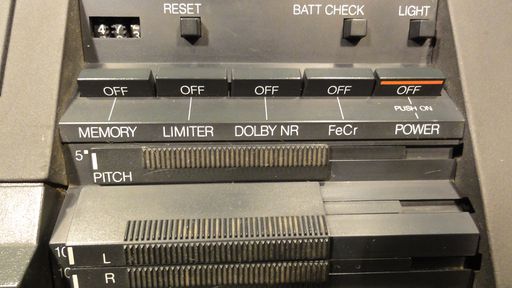 RESET
BATT CHECK
LIGHT
OFF OFF OFF OFF OFF
PUSH ON
MEMORY LIMITER DOLBY NR FeCr POWER
5
PITCH
10 L
10 R